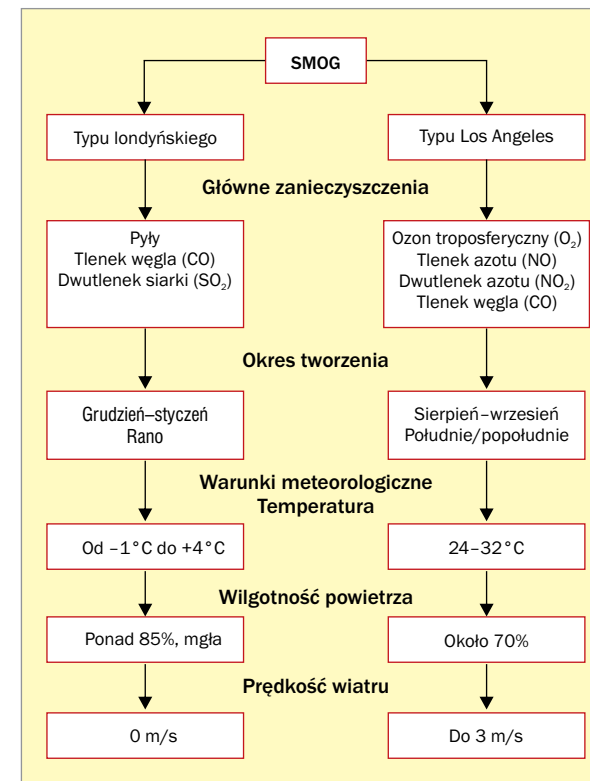 SMOG
Typu londyńskiego
Typu Los Angeles
Główne zanieczyszczenia
Pyły
Tlenek węgla (CO)
Dwutlenek siarki (SO₂)
Ozon troposferyczny (O₂)
Tlenek azotu (NO)
Dwutlenek azotu (NO₂)
Tlenek węgla (CO)
Okres tworzenia
Grudzień–styczeń
Rano
Sierpień–wrzesień
Południe/popołudnie
Warunki meteorologiczne
Temperatura
Od –1°C do +4°C
24–32°C
Wilgotność powietrza
Ponad 85%, mgła
Około 70%
Prędkość wiatru
0 m/s
Do 3 m/s